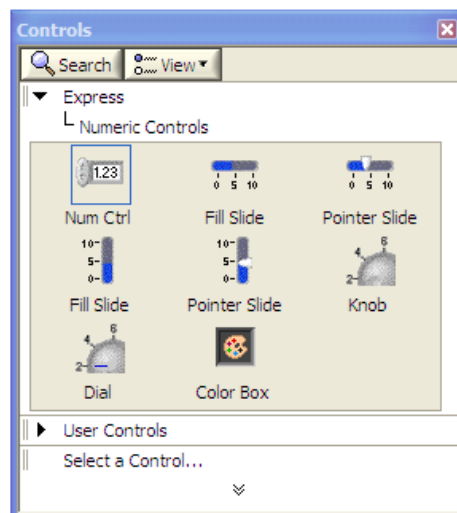 Controls
Search View
Express
Numeric Controls
1.23
0 5 10
0 5 10
Num Ctrl Fill Slide Pointer Slide
10-
5-
0-
10-
5-
0-
2 4 6
Fill Slide Pointer Slide Knob
2 4 6
Dial Color Box
User Controls
Select a Control...